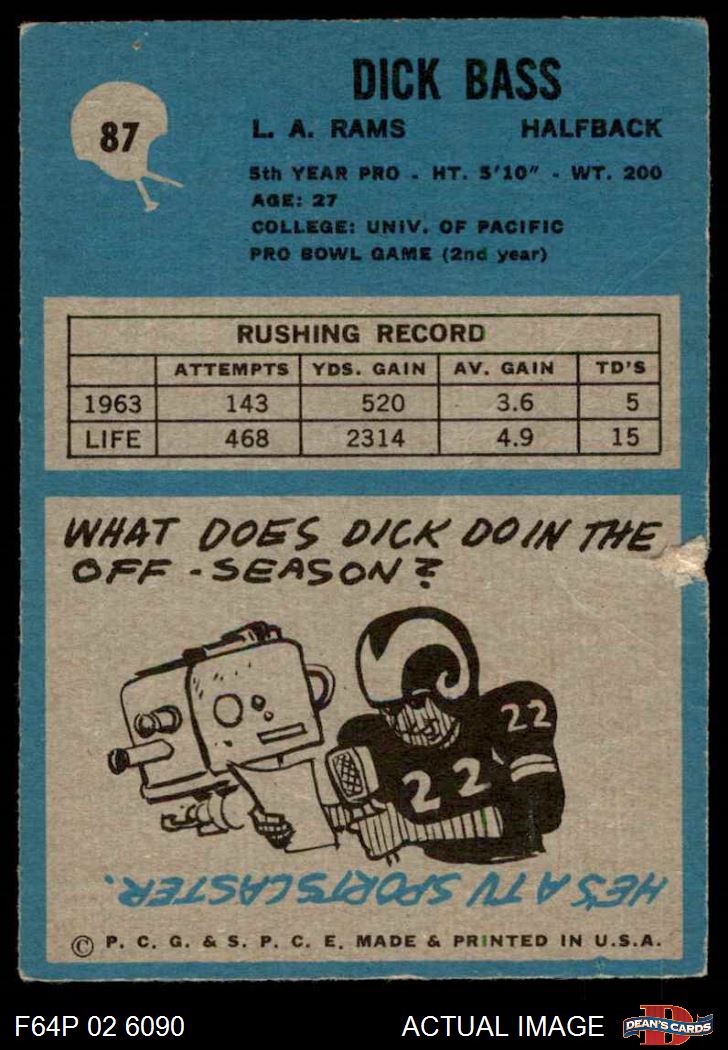 DICK BASS
87
L. A. RAMS HALFBACK
5th YEAR PRO - HT. 5'10" - WT. 200
AGE: 27
COLLEGE: UNIV. OF PACIFIC
PRO BOWL GAME (2nd year)
RUSHING RECORD
ATTEMPTS YDS. GAIN AV. GAIN TD'S
1963 143 520 3.6 5
LIFE 468 2314 4.9 15
WHAT DOES DICK DO IN THE
OFF-SEASON?
22
22
HE'S A TV SPORTSCASTER.
© P. C. G. & S. P. C. E. MADE & PRINTED IN U.S.A.
F64P 02 6090 ACTUAL IMAGE D DEAN'S CARDS